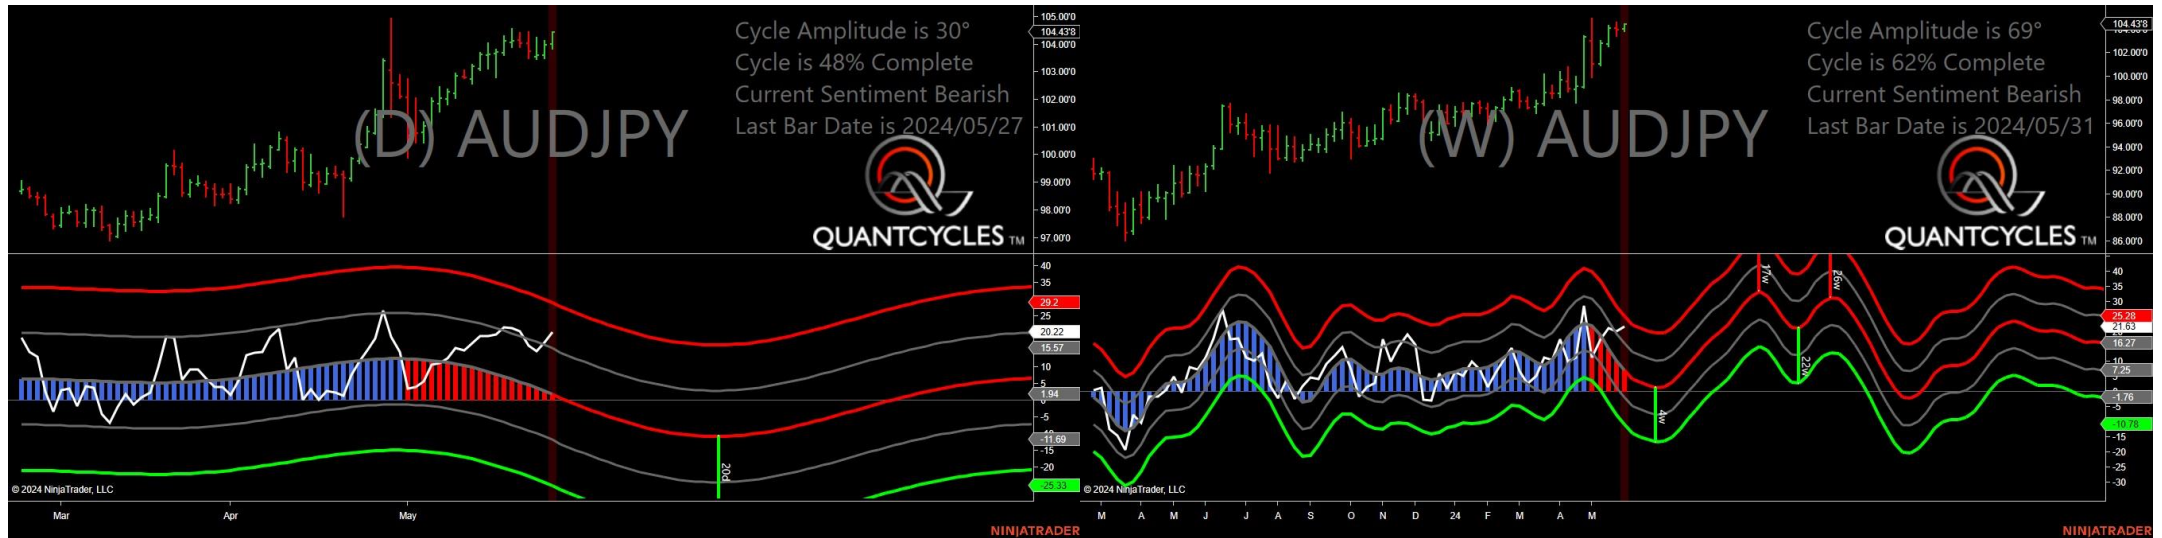 Cycle Amplitude is 30°
Cycle is 48% Complete
Current Sentiment Bearish
Last Bar Date is 2024/05/27
(D) AUDJPY
QUANTCYCLES TM
105.00'0
104.43'8
104.00'0
103.00'0
102.00'0
101.00'0
100.00'0
99.00'0
98.00'0
97.00'0
40
35
29.2
25
20.22
15.57
10
5
1.94
0
-5
-11.69
-15
-20
-25.33
20d
© 2024 NinjaTrader, LLC
Mar
Apr
May
NINJATRADER
Cycle Amplitude is 69°
Cycle is 62% Complete
Current Sentiment Bearish
Last Bar Date is 2024/05/31
(W) AUDJPY
QUANTCYCLES TM
104.43'8
102.00'0
100.00'0
98.00'0
96.00'0
94.00'0
92.00'0
90.00'0
88.00'0
86.00'0
17w
26w
22w
4w
40
35
30
25.28
21.63
16.27
10
7.25
-1.76
-5
-10.78
-15
-20
-25
-30
© 2024 NinjaTrader, LLC
M A M J J A S O N D 24 F M A M
NINJATRADER